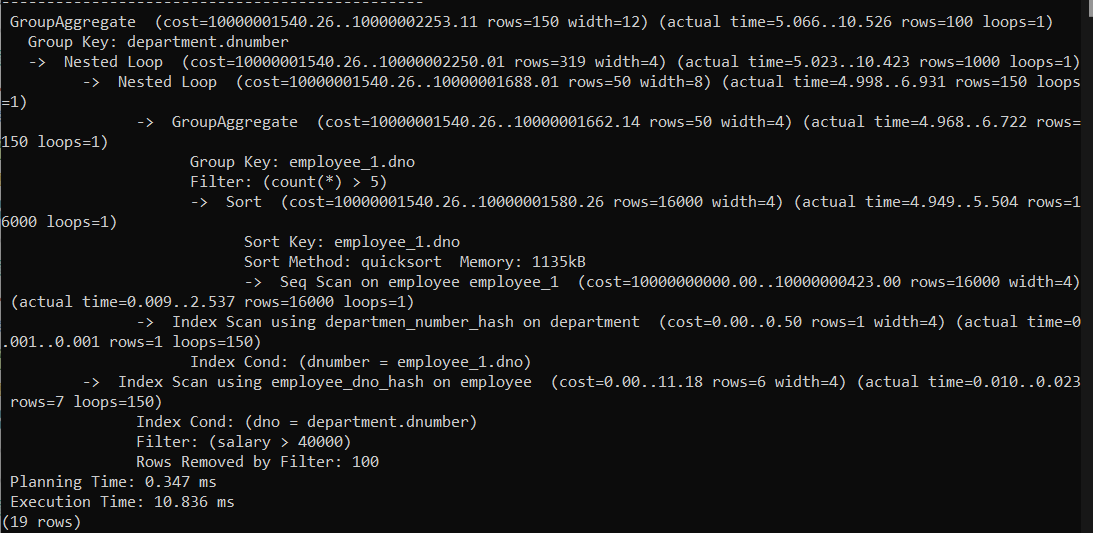 GroupAggregate  (cost=10000001540.26..10000002253.11 rows=150 width=12) (actual time=5.066..10.526 rows=100 loops=1)
   Group Key: department.dnumber
   ->  Nested Loop  (cost=10000001540.26..10000002250.01 rows=319 width=4) (actual time=5.023..10.423 rows=1000 loops=1)
         ->  Nested Loop  (cost=10000001540.26..10000001688.01 rows=50 width=8) (actual time=4.998..6.931 rows=150 loops
=1)
               ->  GroupAggregate  (cost=10000001540.26..10000001662.14 rows=50 width=4) (actual time=4.968..6.722 rows=
150 loops=1)
                     Group Key: employee_1.dno
                     Filter: (count(*) > 5)
                     ->  Sort  (cost=10000001540.26..10000001580.26 rows=16000 width=4) (actual time=4.949..5.504 rows=1
6000 loops=1)
                           Sort Key: employee_1.dno
                           Sort Method: quicksort  Memory: 1135kB
                           ->  Seq Scan on employee employee_1  (cost=10000000000.00..10000000423.00 rows=16000 width=4)
 (actual time=0.009..2.537 rows=16000 loops=1)
               ->  Index Scan using departmen_number_hash on department  (cost=0.00..0.50 rows=1 width=4) (actual time=0
.001..0.001 rows=1 loops=150)
                     Index Cond: (dnumber = employee_1.dno)
         ->  Index Scan using employee_dno_hash on employee  (cost=0.00..11.18 rows=6 width=4) (actual time=0.010..0.023
 rows=7 loops=150)
               Index Cond: (dno = department.dnumber)
               Filter: (salary > 40000)
               Rows Removed by Filter: 100
 Planning Time: 0.347 ms
 Execution Time: 10.836 ms
(19 rows)